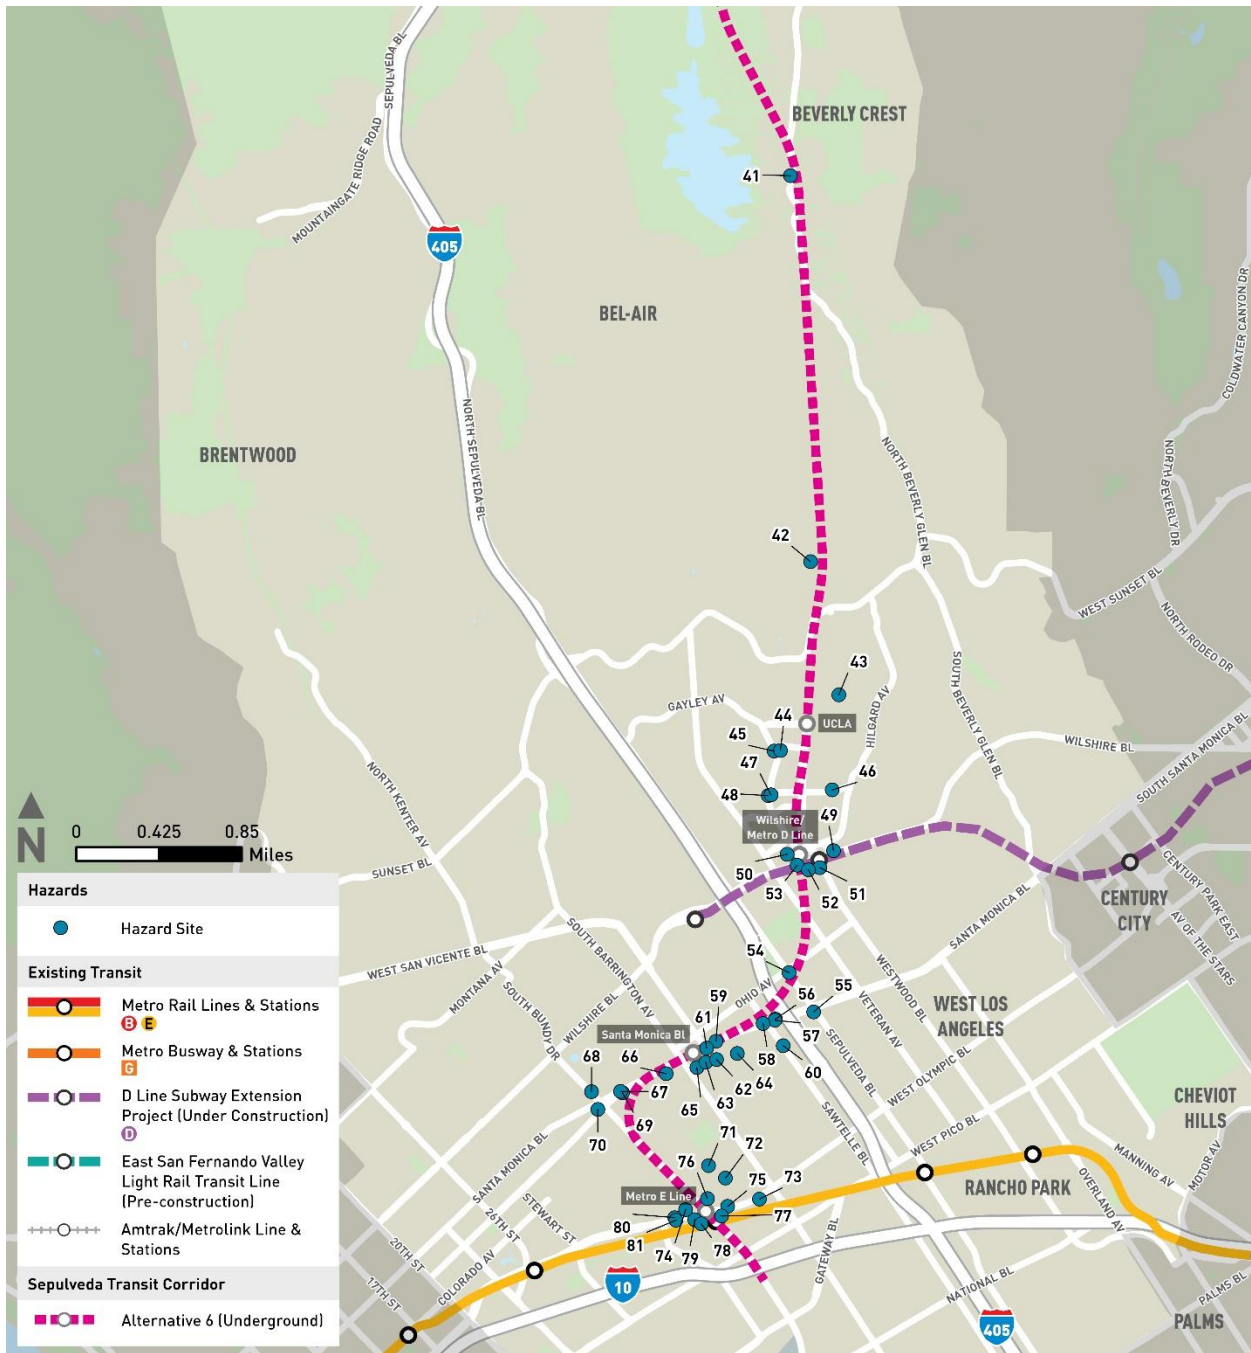 SEPULVEDA BL
BEVERLY CREST
41
MOUNTAINGATE RIDGE ROAD
405
COLDWATER CANYON DR
BEL-AIR
NORTH SEPULVEDA BL
BRENTWOOD
NORTH BEVERLY GLEN BL
NORTH BEVERLY DR
42
WEST SUNSET BL
NORTH RODEO DR
43
SOUTH BEVERLY GLEN BL
GAYLEY AV
44
UCLA
HILGARD AV
45
WILSHIRE BL
SOUTH SANTA MONICA BL
47
46
48
NORTH KENTER AV
Wilshire/
Metro D Line
49
N
0 0.425 0.85
Miles
SUNSET BL
50
53
52
51
CENTURY PARK EAST
CENTURY
CITY
AV OF THE STARS
SANTA MONICA BL
SOUTH BARRINGTON AV
WEST SAN VICENTE BL
MONTANA AV
SOUTH BUNDY DR
WILSHIRE BL
54
OHIO AV
WESTWOOD BL
VETERAN AV
WEST LOS
ANGELES
59
56
55
61
57
Santa Monica Bl
58
60
SEPULVEDA BL
66
68
67
62
64
65
63
69
70
WEST OLYMPIC BL
SAWTELLE BL
CHEVIOT
HILLS
71
72
WEST PICO BL
MANNING AV
MOTOR AV
SANTA MONICA BL
76
75
73
Metro E Line
RANCHO PARK
OVERLAND AV
STEWART ST
26TH ST
80
81
74
79
78
77
GATEWAY BL
20TH ST
COLORADO AV
17TH ST
10
NATIONAL BL
PALMS BL
405
PALMS
Hazards
Hazard Site
Existing Transit
Metro Rail Lines & Stations
B E
Metro Busway & Stations
G
D Line Subway Extension
Project (Under Construction)
D
East San Fernando Valley
Light Rail Transit Line
(Pre-construction)
Amtrak/Metrolink Line &
Stations
Sepulveda Transit Corridor
Alternative 6 (Underground)